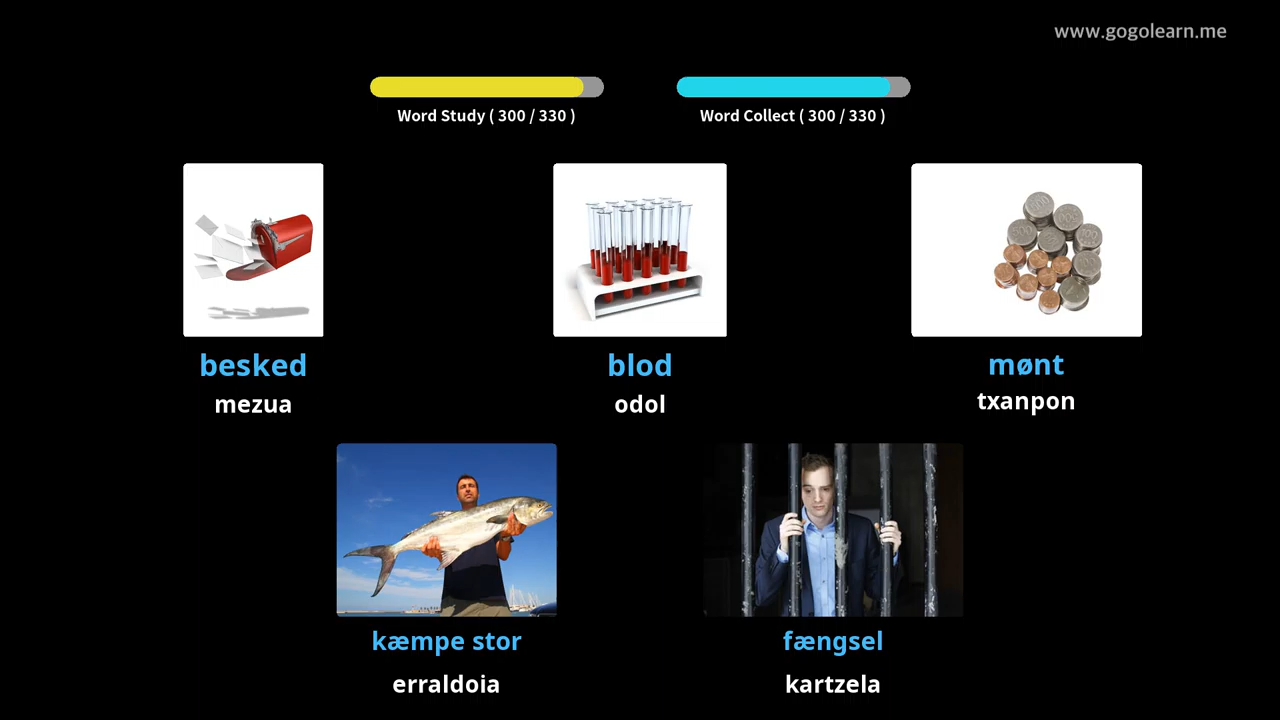 www.gogolearn.me
Word Study ( 300 / 330 )
Word Collect ( 300 / 330 )
besked
mezua
blod
odol
mønt
txanpon
kæmpe stor
erraldoia
fængsel
kartzela